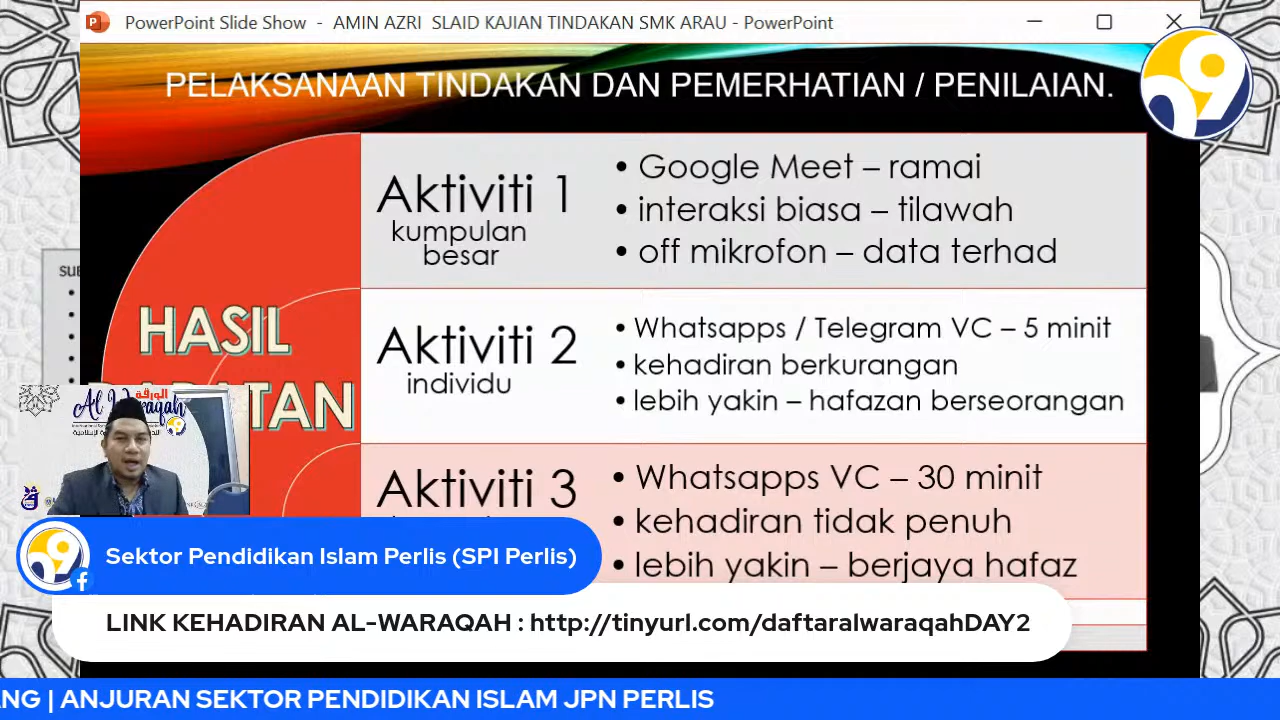 PowerPoint Slide Show - AMIN AZRI SLAID KAJIAN TINDAKAN SMK ARAU - PowerPoint
PELAKSANAAN TINDAKAN DAN PEMERHATIAN / PENILAIAN.
HASIL
TAN
Aktiviti 1
kumpulan
besar
• Google Meet – ramai
• interaksi biasa – tilawah
• off mikrofon – data terhad
Aktiviti 2
individu
• Whatsapps / Telegram VC – 5 minit
• kehadiran berkurangan
• lebih yakin – hafazan berseorangan
Aktiviti 3
• Whatsapps VC – 30 minit
• kehadiran tidak penuh
• lebih yakin – berjaya hafaz
الورقة
Al Waraqah
Sektor Pendidikan Islam Perlis (SPI Perlis)
LINK KEHADIRAN AL-WARAQAH : http://tinyurl.com/daftaralwaraqahDAY2
ANG | ANJURAN SEKTOR PENDIDIKAN ISLAM JPN PERLIS